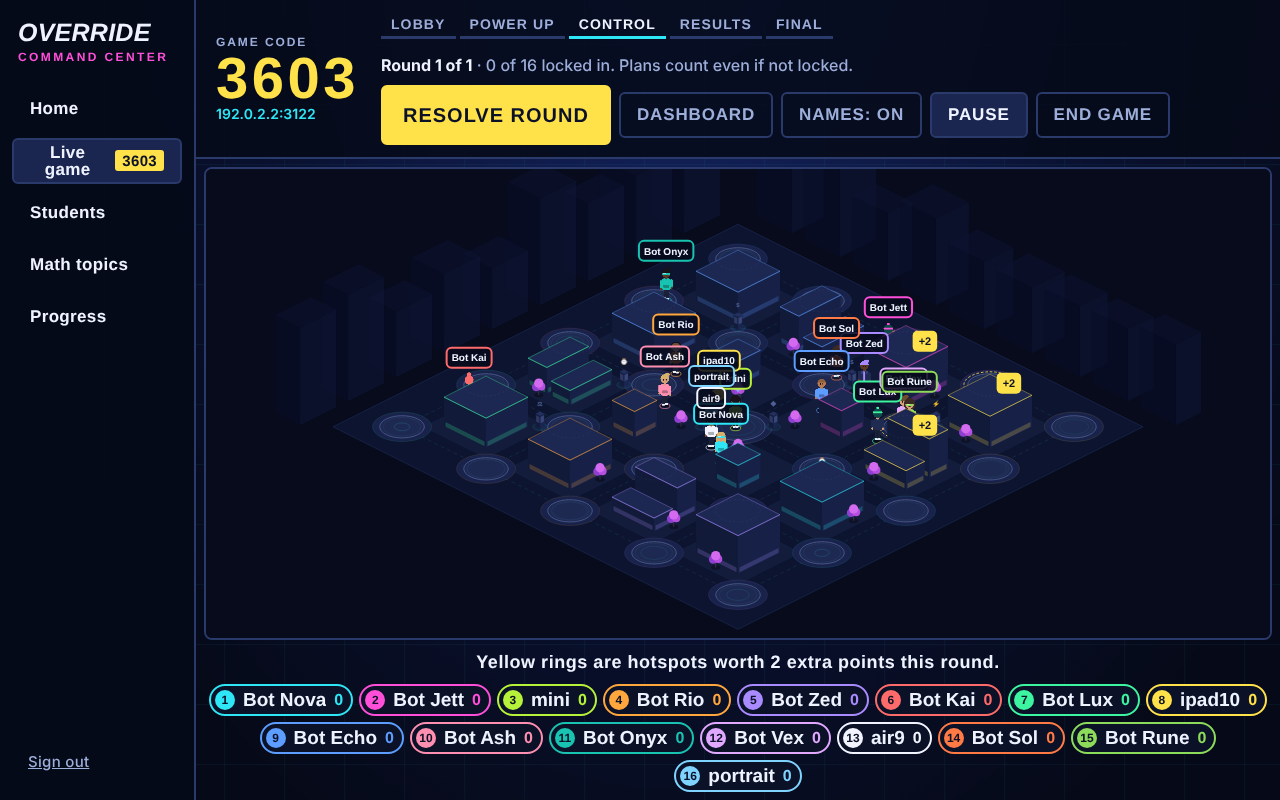 OVERRIDE
COMMAND CENTER
Home
Live game 3603
Students
Math topics
Progress
Sign out
GAME CODE
3603
192.0.2.2:3122
LOBBY POWER UP CONTROL RESULTS FINAL
Round 1 of 1 · 0 of 16 locked in. Plans count even if not locked.
RESOLVE ROUND DASHBOARD NAMES: ON PAUSE END GAME
Bot Onyx
Bot Jett
Bot Rio
Bot Sol
Bot Zed
+2
Bot Kai
Bot Ash
ipad10
Bot Echo
portrait
Bot Rune
+2
Bot Lux
air9
Bot Nova
+2
Yellow rings are hotspots worth 2 extra points this round.
1 Bot Nova 0 2 Bot Jett 0 3 mini 0 4 Bot Rio 0 5 Bot Zed 0 6 Bot Kai 0 7 Bot Lux 0 8 ipad10 0
9 Bot Echo 0 10 Bot Ash 0 11 Bot Onyx 0 12 Bot Vex 0 13 air9 0 14 Bot Sol 0 15 Bot Rune 0
16 portrait 0